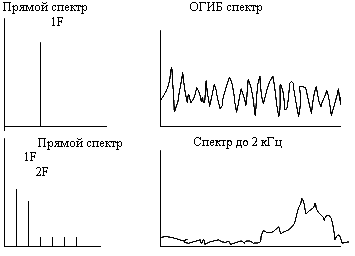 Прямой спектр
1F
ОГИБ спектр
Прямой спектр
1F
2F
Спектр до 2 кГц